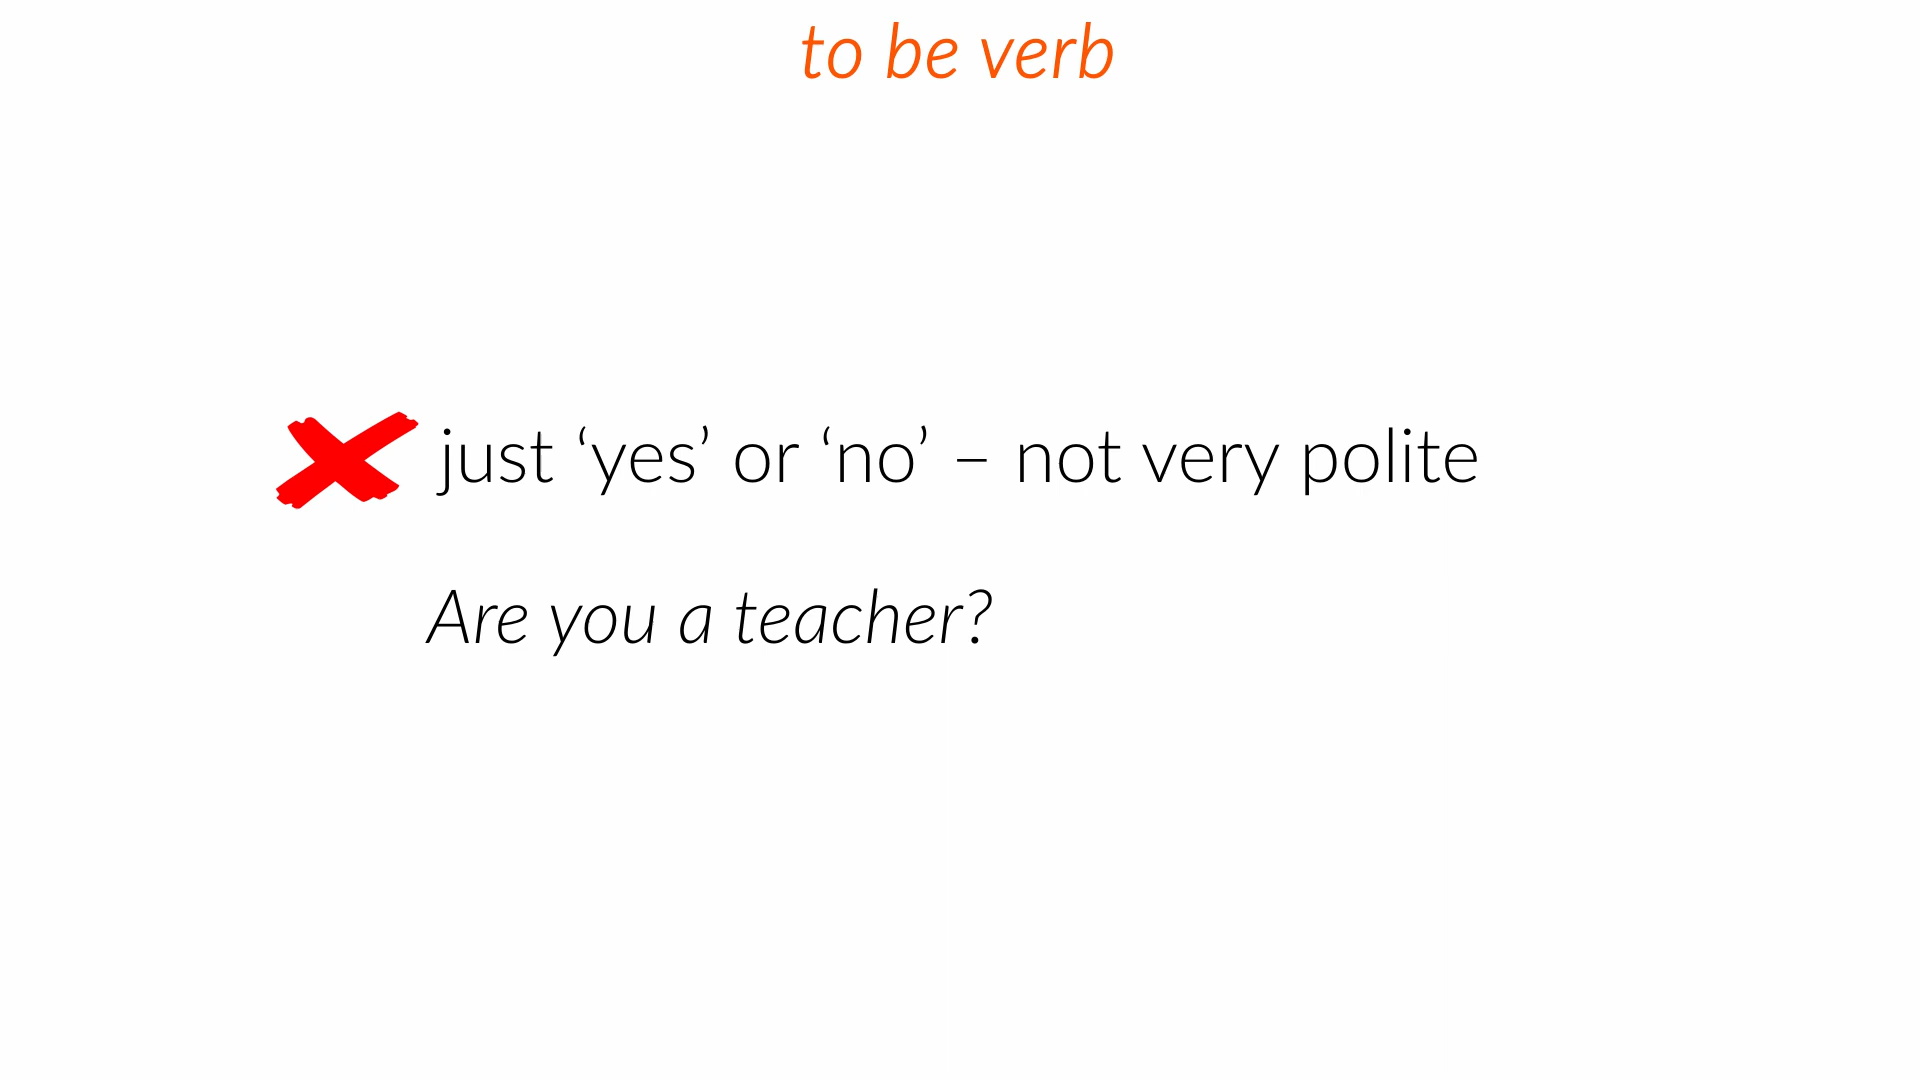 to be verb
just ‘yes’ or ‘no’ – not very polite
Are you a teacher?